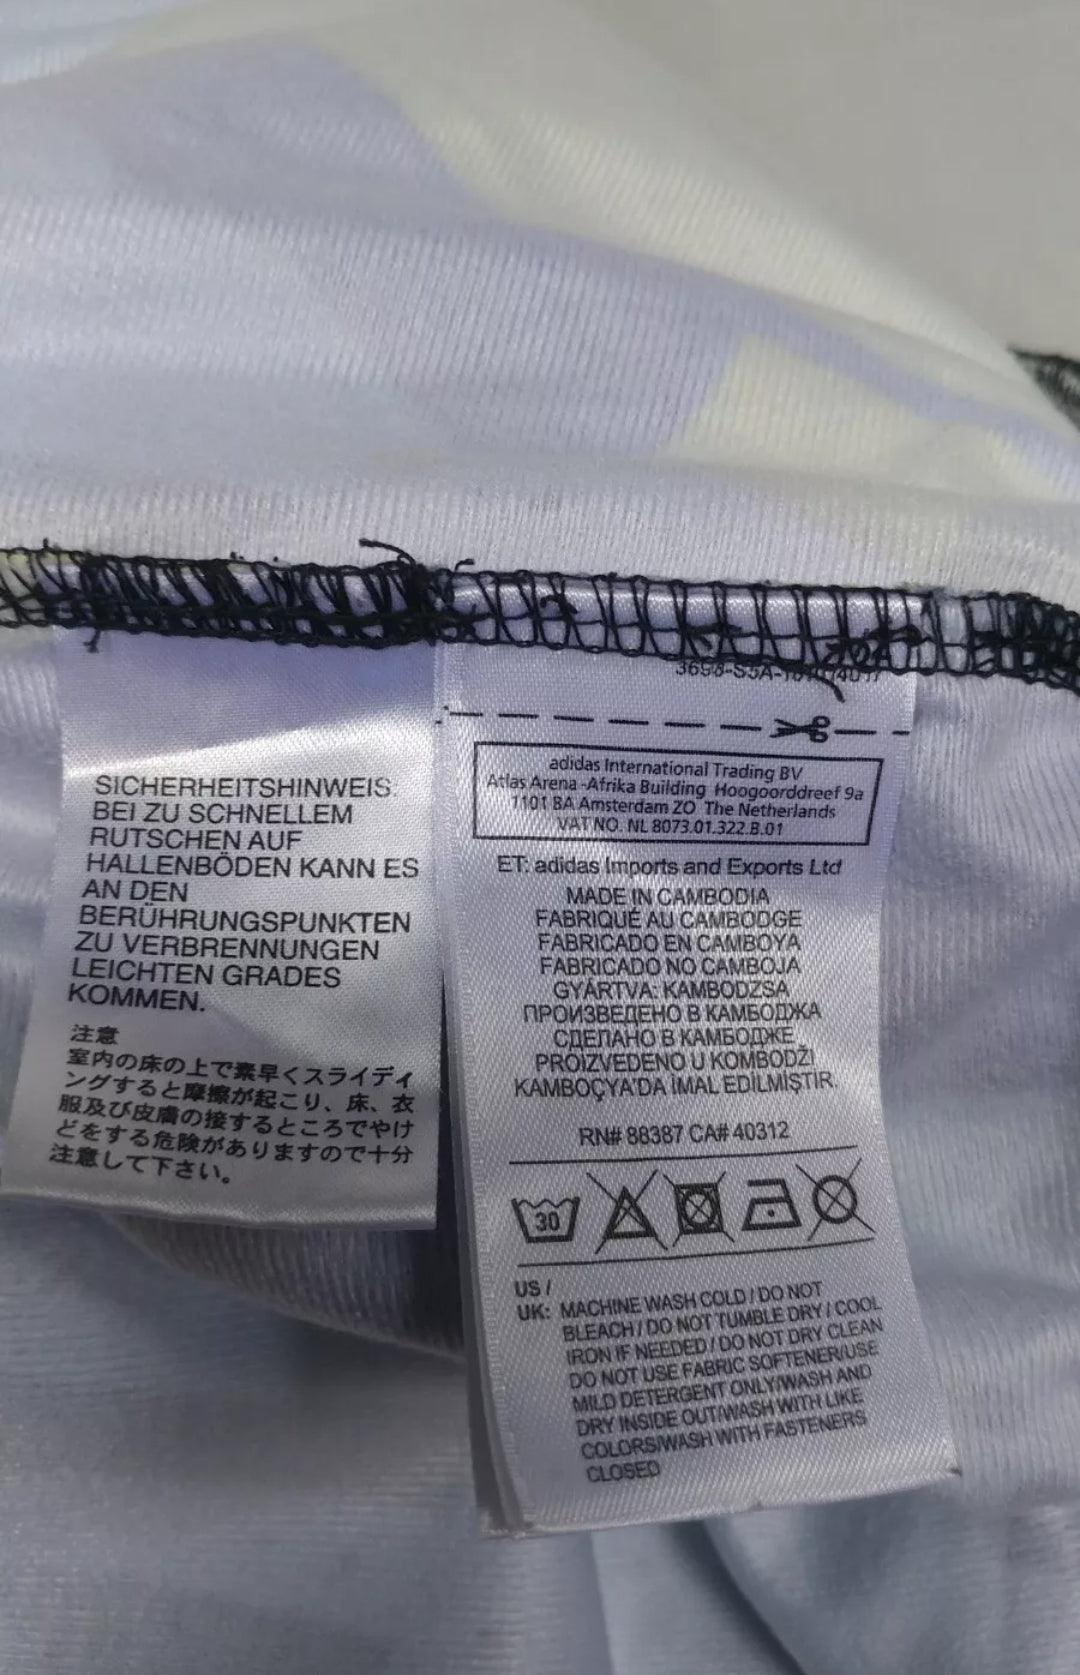 SICHERHEITSHINWEIS:
BEI ZU SCHNELLEM
RUTSCHEN AUF
HALLENBÖDEN KANN ES
AN DEN
BERÜHRUNGSPUNKTEN
ZU VERBRENNUNGEN
LEICHTEN GRADES
KOMMEN.
注意
室内の床の上で素早くスライディ
ングすると摩擦が起こり、床、衣
服及び皮膚の接するところでやけ
どをする危険がありますので十分
注意して下さい。
adidas International Trading BV
Atlas Arena -Afrika Building Hoogoorddreef 9a
1101 BA Amsterdam ZO The Netherlands
VAT NO. NL 8073.01.322.B.01
ET: adidas Imports and Exports Ltd
MADE IN CAMBODIA
FABRIQUÉ AU CAMBODGE
FABRICADO EN CAMBOYA
FABRICADO NO CAMBOJA
GYÁRTVA: KAMBODZSA
ПРОИЗВЕДЕНО В КАМБОДЖА
СДЕЛАНО В КАМБОДЖЕ
PROIZVEDENO U KOMBODŽI
KAMBOÇYA'DA İMAL EDİLMİŞTİR.
RN# 88387 CA# 40312
30
US /
UK: MACHINE WASH COLD / DO NOT
BLEACH / DO NOT TUMBLE DRY / COOL
IRON IF NEEDED / DO NOT DRY CLEAN
DO NOT USE FABRIC SOFTENER/USE
MILD DETERGENT ONLY/WASH AND
DRY INSIDE OUT/WASH WITH LIKE
COLORS/WASH WITH FASTENERS
CLOSED